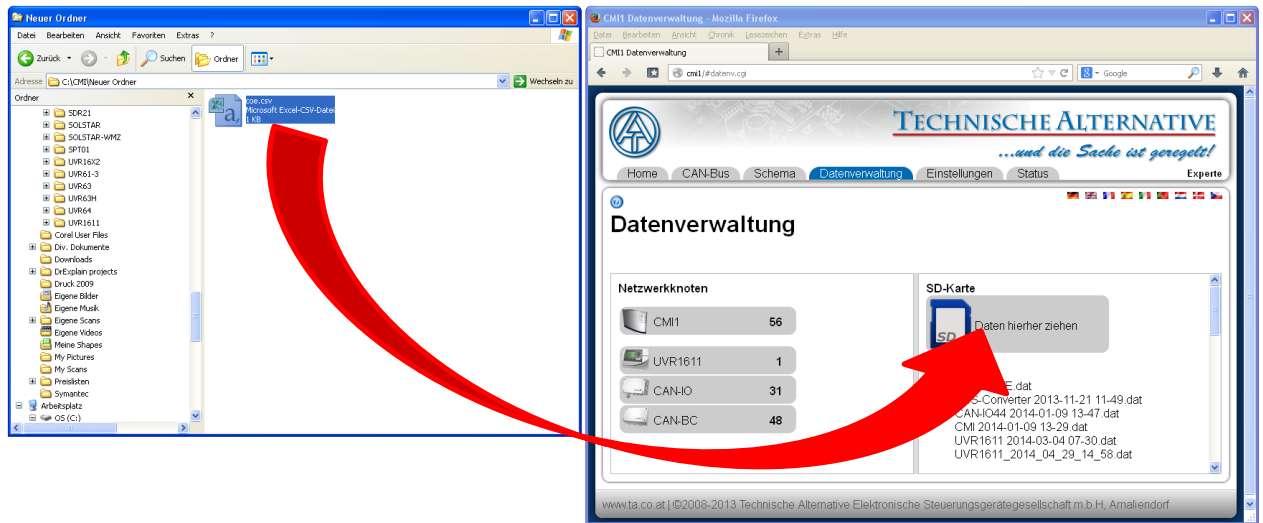 Neuer Ordner
Datei Bearbeiten Ansicht Favoriten Extras ?
Zurück Suchen Ordner
Adresse C:\CMI\Neuer Ordner Wechseln zu
Ordner
SDR21
SOLSTAR
SOLSTAR-WMZ
SPT01
UVR16X2
UVR61-3
UVR63
UVR63H
UVR64
UVR1611
Corel User Files
Div. Dokumente
Downloads
DrExplain projects
Druck 2009
Eigene Bilder
Eigene Musik
Eigene Scans
Eigene Videos
Meine Shapes
My Pictures
My Scans
Preislisten
Symantec
Arbeitsplatz
OS (C:)
coe.csv
Microsoft Excel-CSV-Datei
1 KB
CMI1 Datenverwaltung - Mozilla Firefox
Datei Bearbeiten Ansicht Chronik Lesezeichen Extras Hilfe
CMI1 Datenverwaltung
cmi1/#datenv.cgi Google
TECHNISCHE ALTERNATIVE
...und die Sache ist geregelt!
Home CAN-Bus Schema Datenverwaltung Einstellungen Status Experte
Datenverwaltung
Netzwerkknoten
CMI1 56
UVR1611 1
CAN-IO 31
CAN-BC 48
SD-Karte
SD
Daten hierher ziehen
E.dat
S-Converter 2013-11-21 11-49.dat
CAN-IO44 2014-01-09 13-47.dat
CMI 2014-01-09 13-29.dat
UVR1611 2014-03-04 07-30.dat
UVR1611_2014_04_29_14_58.dat
www.ta.co.at | ©2008-2013 Technische Alternative Elektronische Steuerungsgerätegesellschaft m.b.H, Amaliendorf